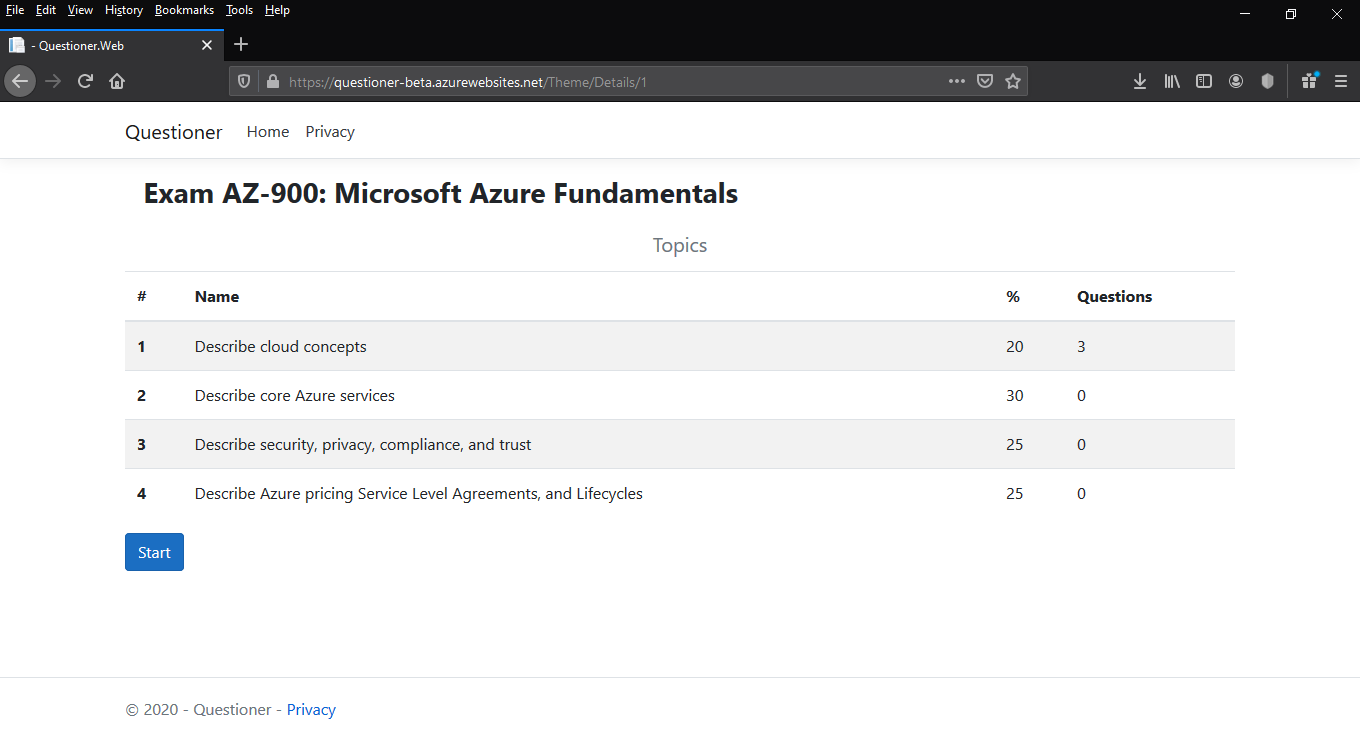 File Edit View History Bookmarks Tools Help
- Questioner.Web
https://questioner-beta.azurewebsites.net/Theme/Details/1
Questioner Home Privacy
Exam AZ-900: Microsoft Azure Fundamentals
Topics
# Name % Questions
1 Describe cloud concepts 20 3
2 Describe core Azure services 30 0
3 Describe security, privacy, compliance, and trust 25 0
4 Describe Azure pricing Service Level Agreements, and Lifecycles 25 0
Start
© 2020 - Questioner - Privacy